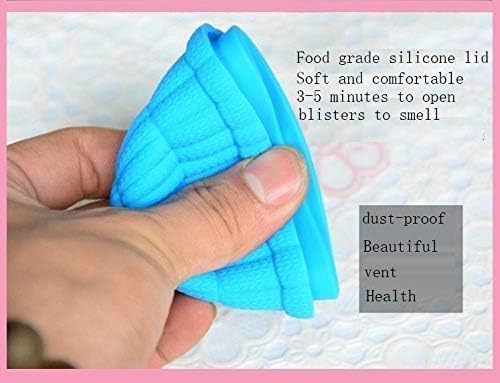 Food grade silicone lid
Soft and comfortable
3-5 minutes to open
blisters to smell
dust-proof
Beautiful
vent
Health